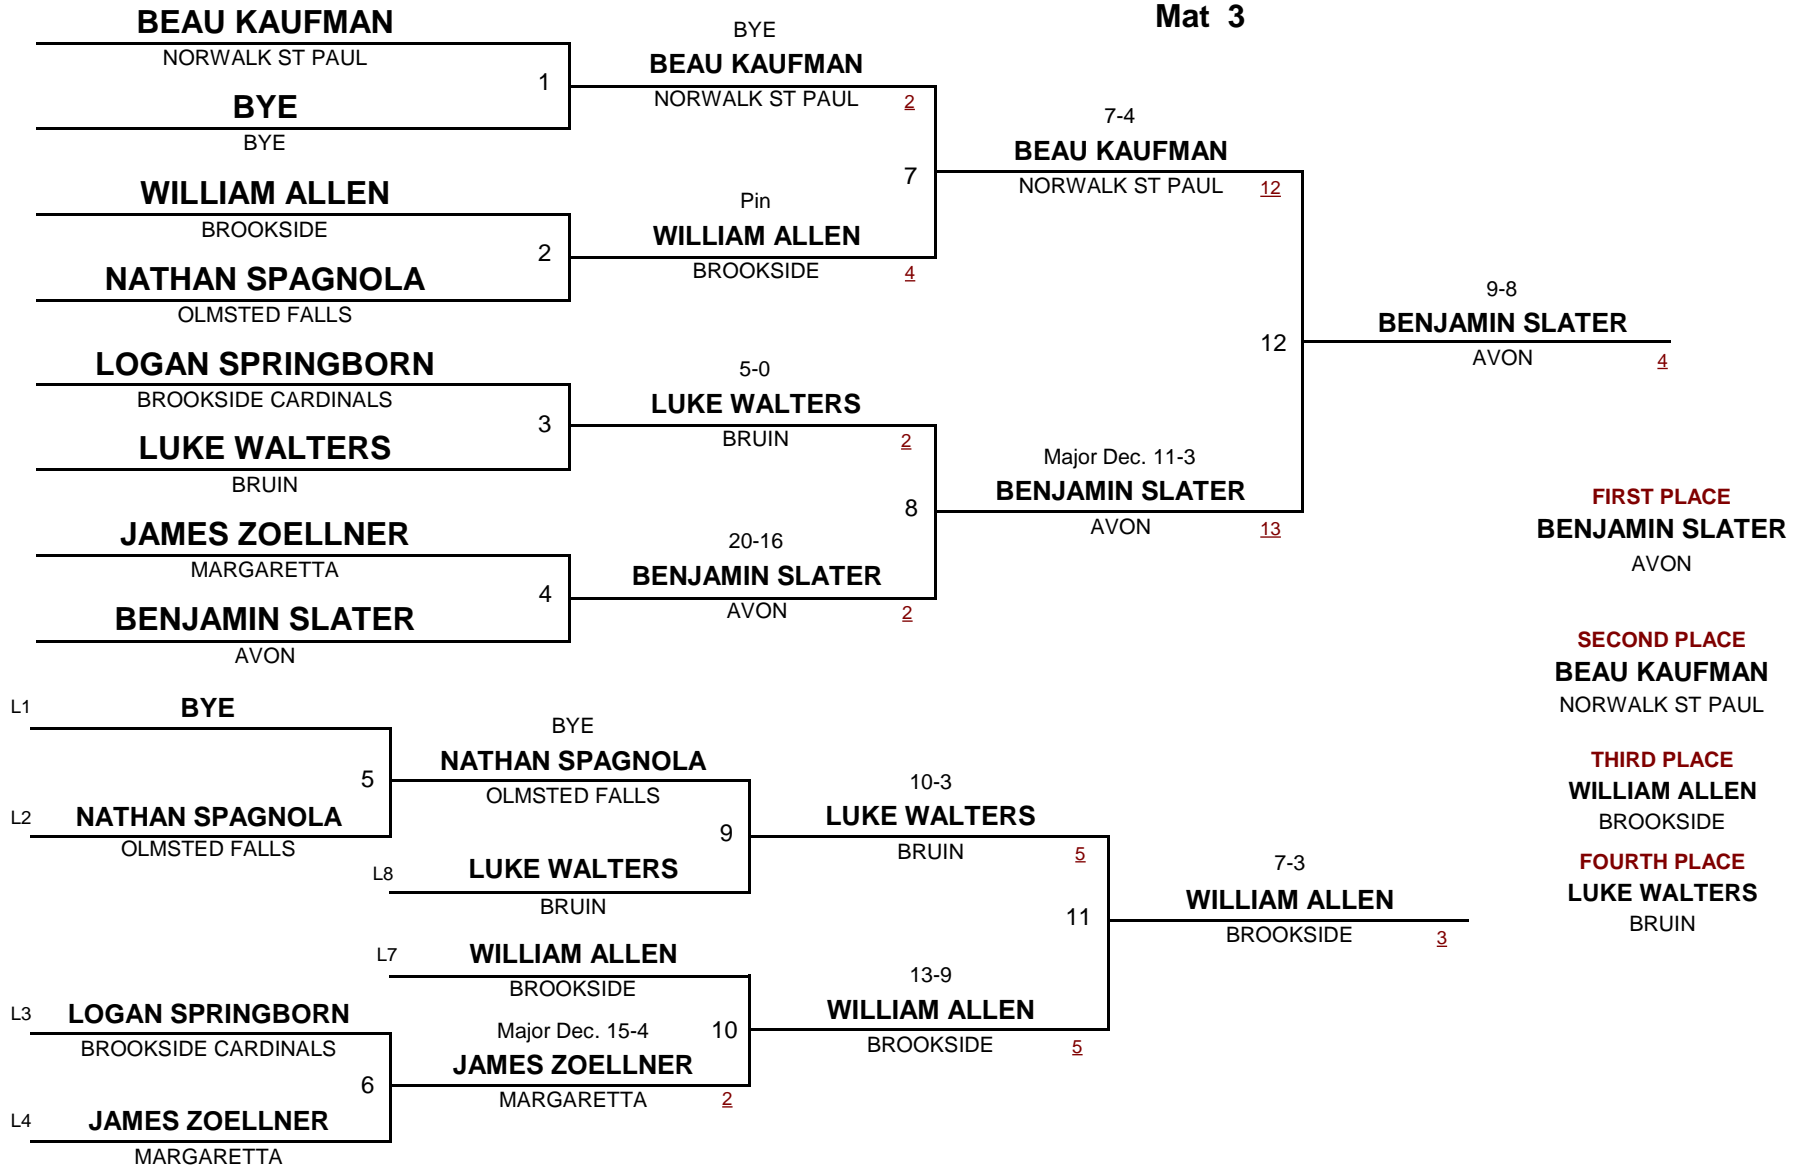 Mat 3
BEAU KAUFMAN
NORWALK ST PAUL
1
BYE
BYE
WILLIAM ALLEN
BROOKSIDE
2
NATHAN SPAGNOLA
OLMSTED FALLS
LOGAN SPRINGBORN
BROOKSIDE CARDINALS
3
LUKE WALTERS
BRUIN
JAMES ZOELLNER
MARGARETTA
4
BENJAMIN SLATER
AVON
BYE
BEAU KAUFMAN
NORWALK ST PAUL 2
7
Pin
WILLIAM ALLEN
BROOKSIDE 4
5-0
LUKE WALTERS
BRUIN 2
8
20-16
BENJAMIN SLATER
AVON 2
7-4
BEAU KAUFMAN
NORWALK ST PAUL 12
12
Major Dec. 11-3
BENJAMIN SLATER
AVON 13
9-8
BENJAMIN SLATER
AVON 4
FIRST PLACE
BENJAMIN SLATER
AVON
SECOND PLACE
BEAU KAUFMAN
NORWALK ST PAUL
THIRD PLACE
WILLIAM ALLEN
BROOKSIDE
FOURTH PLACE
LUKE WALTERS
BRUIN
L1 BYE
5
L2 NATHAN SPAGNOLA
OLMSTED FALLS
L3 LOGAN SPRINGBORN
BROOKSIDE CARDINALS
6
L4 JAMES ZOELLNER
MARGARETTA
BYE
NATHAN SPAGNOLA
OLMSTED FALLS
9
L8 LUKE WALTERS
BRUIN
L7 WILLIAM ALLEN
BROOKSIDE
Major Dec. 15-4 10
JAMES ZOELLNER
MARGARETTA 2
10-3
LUKE WALTERS
BRUIN 5
11
13-9
WILLIAM ALLEN
BROOKSIDE 5
7-3
WILLIAM ALLEN
BROOKSIDE 3